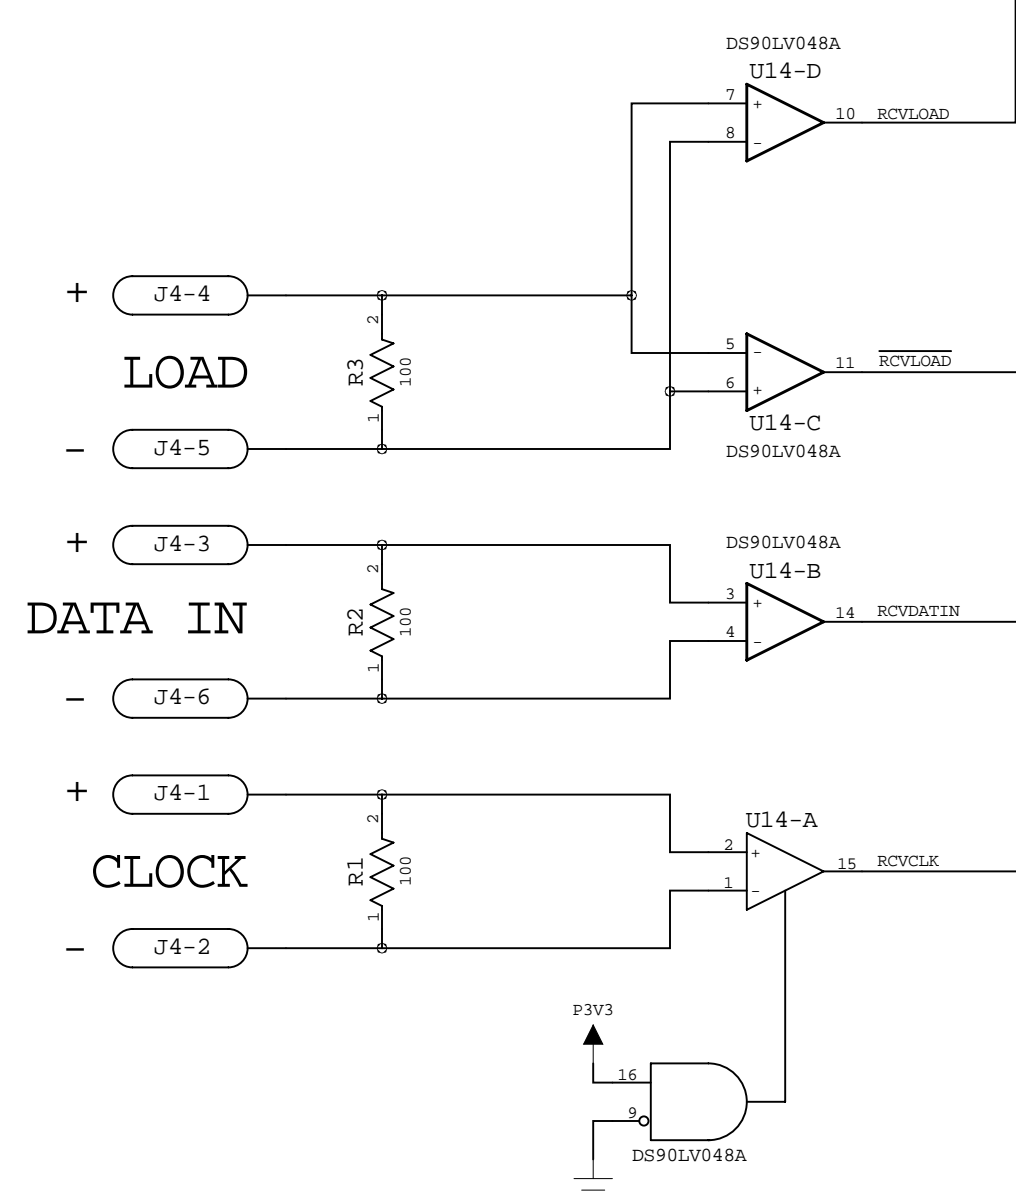 DS90LV048A
U14-D
7
+
10 RCVLOAD
8
-
+ J4-4
2
LOAD
R3
100
1
5
-
11 RCVLOAD
6
+
U14-C
- J4-5
DS90LV048A
+ J4-3
DS90LV048A
2
U14-B
3
+
DATA IN
R2
100
14 RCVDATIN
4
-
1
- J4-6
+ J4-1
2
U14-A
2
+
CLOCK
R1
100
15 RCVCLK
1
-
1
- J4-2
P3V3
16
9
DS90LV048A